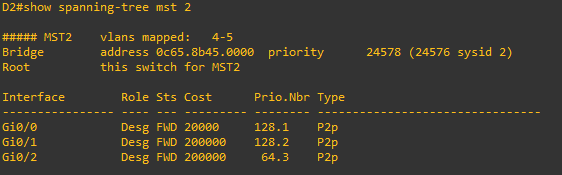 D2#show spanning-tree mst 2
##### MST2    vlans mapped:   4-5
Bridge        address 0c65.8b45.0000  priority      24578 (24576 sysid 2)
Root          this switch for MST2
Interface        Role Sts Cost      Prio.Nbr Type
---------------- ---- --- --------- -------- --------------------------------
Gi0/0            Desg FWD 20000     128.1    P2p
Gi0/1            Desg FWD 200000    128.2    P2p
Gi0/2            Desg FWD 200000     64.3    P2p